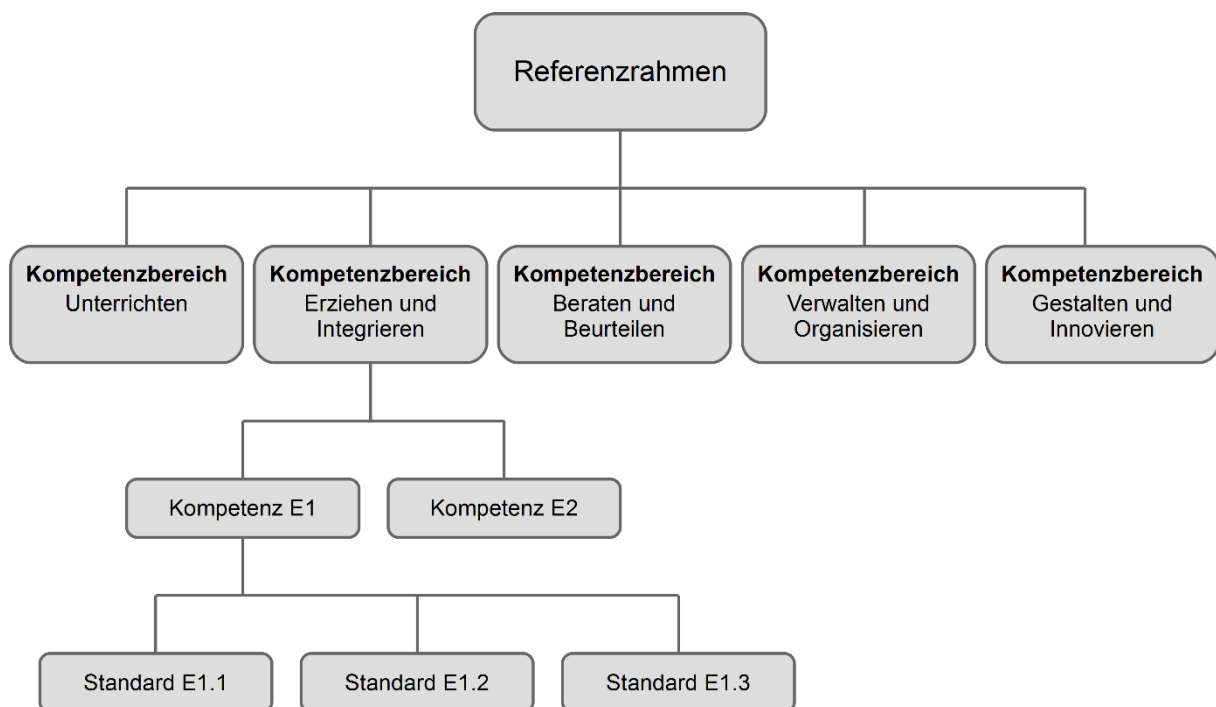 Referenzrahmen
Kompetenzbereich
Unterrichten
Kompetenzbereich
Erziehen und
Integrieren
Kompetenzbereich
Beraten und
Beurteilen
Kompetenzbereich
Verwalten und
Organisieren
Kompetenzbereich
Gestalten und
Innovieren
Kompetenz E1
Kompetenz E2
Standard E1.1
Standard E1.2
Standard E1.3